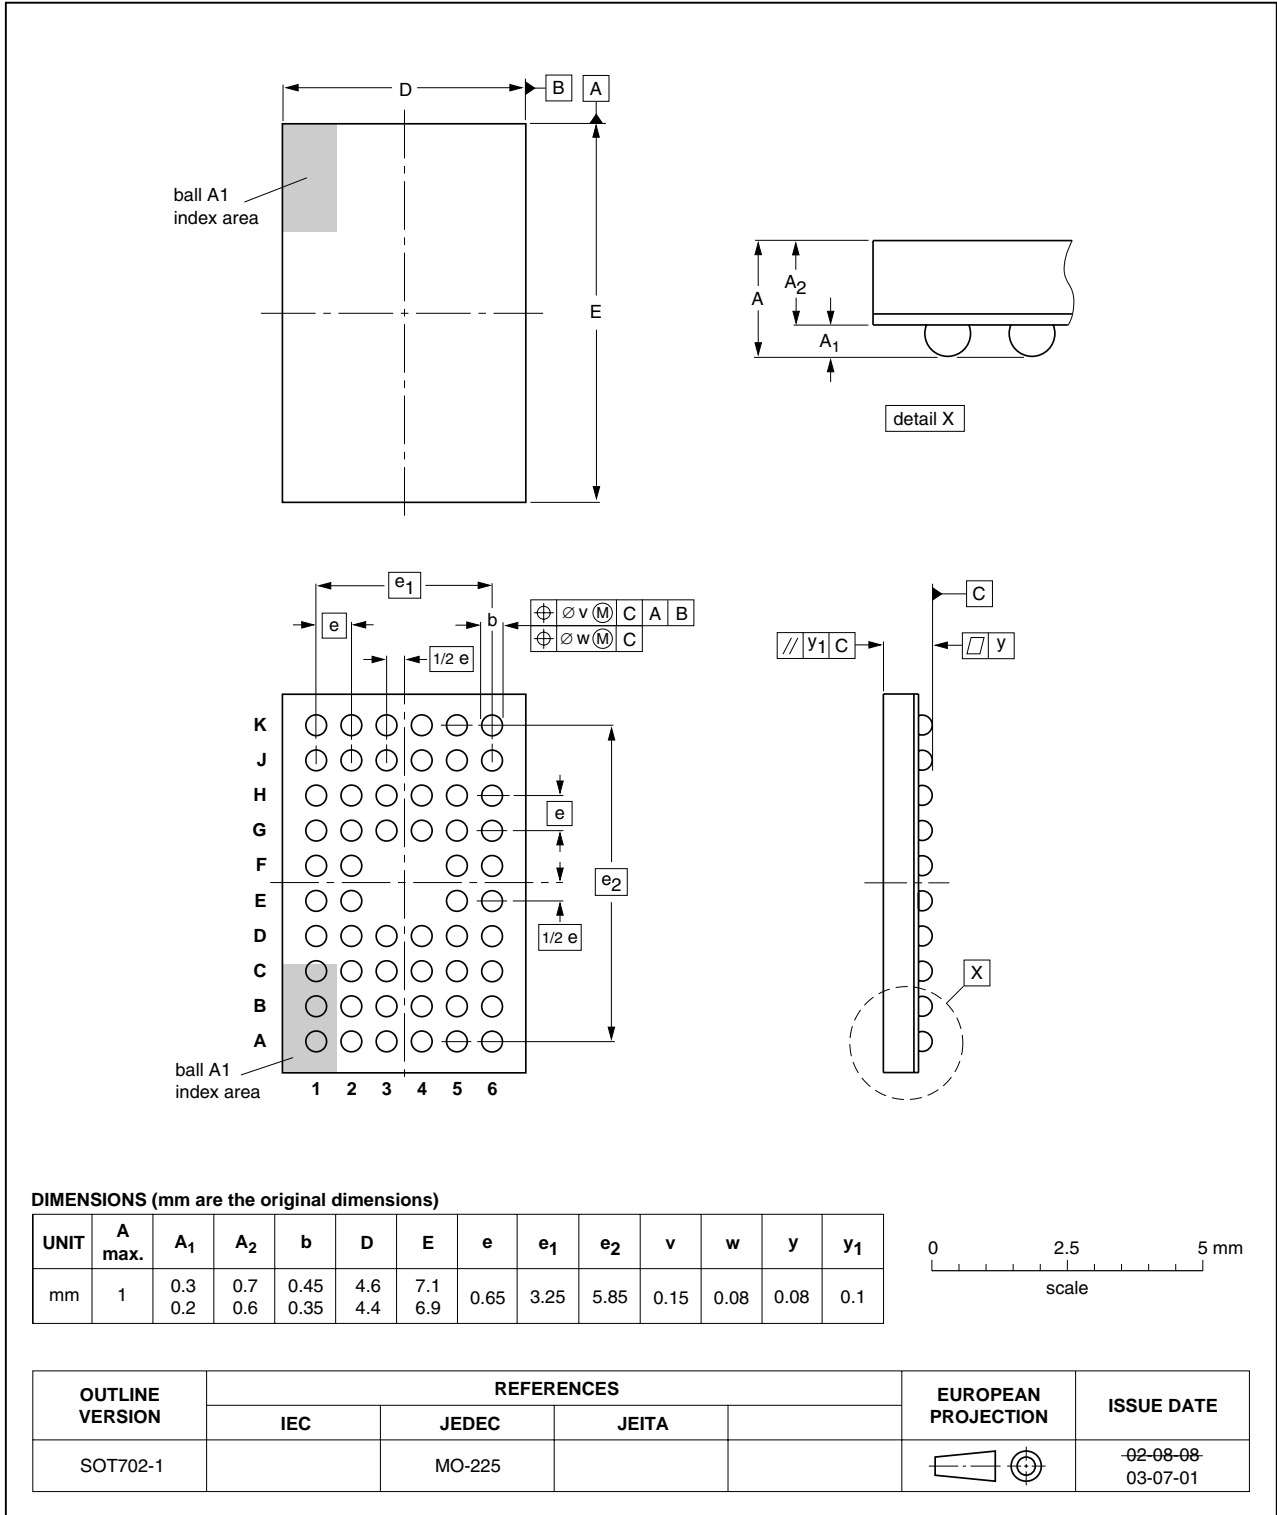 D
B
A
ball A1
index area
E
A
A2
A1
detail X
e1
e
b
⌖ ⌀ v Ⓜ C A B
⌖ ⌀ w Ⓜ C
1/2 e
C
// y1 C
▱ y
K
J
H
G
F
E
D
C
B
A
e
e2
1/2 e
X
ball A1
index area
1 2 3 4 5 6
DIMENSIONS (mm are the original dimensions)
UNIT A max. A1 A2 b D E e e1 e2 v w y y1
mm 1 0.3 0.2 0.7 0.6 0.45 0.35 4.6 4.4 7.1 6.9 0.65 3.25 5.85 0.15 0.08 0.08 0.1
0 2.5 5 mm
scale
OUTLINE VERSION REFERENCES EUROPEAN PROJECTION ISSUE DATE
IEC JEDEC JEITA
SOT702-1 MO-225 02-08-08
03-07-01